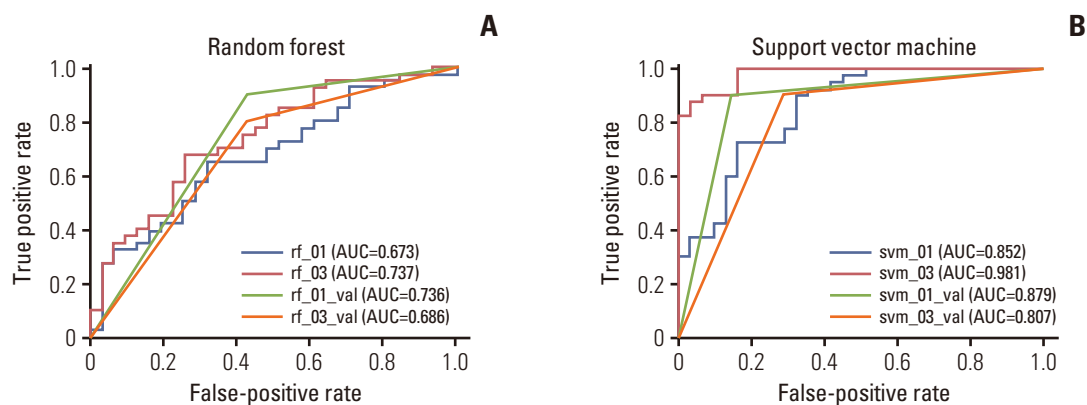 A
Random forest
1.0
0.8
0.6
0.4
0.2
0
True positive rate
rf_01 (AUC=0.673)
rf_03 (AUC=0.737)
rf_01_val (AUC=0.736)
rf_03_val (AUC=0.686)
0 0.2 0.4 0.6 0.8 1.0
False-positive rate
B
Support vector machine
1.0
0.8
0.6
0.4
0.2
0
True positive rate
svm_01 (AUC=0.852)
svm_03 (AUC=0.981)
svm_01_val (AUC=0.879)
svm_03_val (AUC=0.807)
0 0.2 0.4 0.6 0.8 1.0
False-positive rate